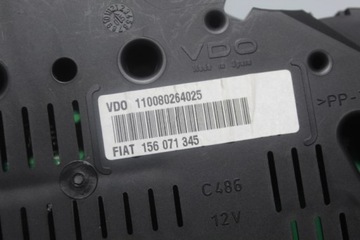 VDO
VDO 110080264025
>PP-
FIAT 156 071 345
C486
12V